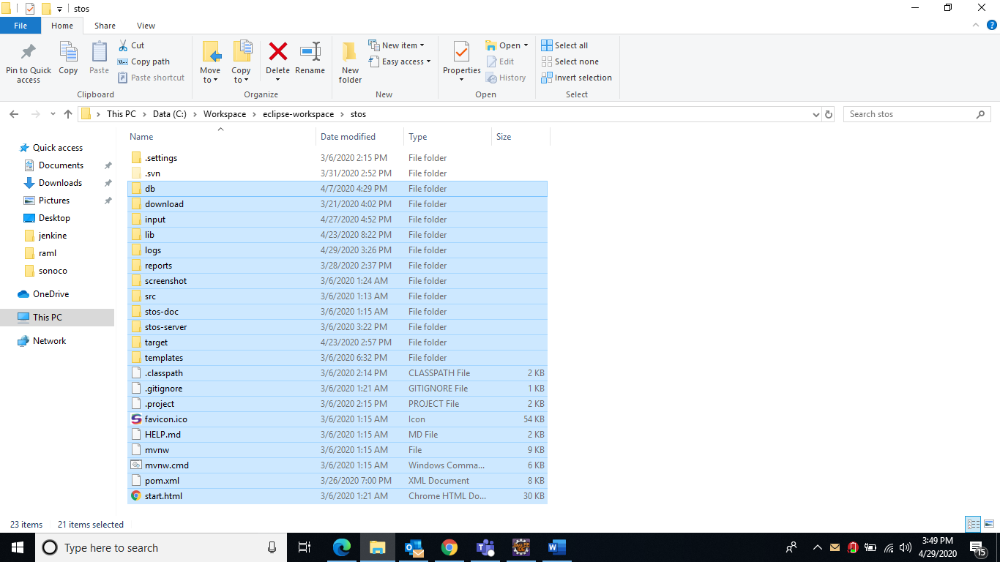 stos
File Home Share View
Pin to Quick access
Copy
Paste
Cut
Copy path
Paste shortcut
Clipboard
Move to
Copy to
Delete
Rename
Organize
New folder
New item
Easy access
New
Properties
Open
Edit
History
Open
Select all
Select none
Invert selection
Select
This PC > Data (C:) > Workspace > eclipse-workspace > stos
Search stos
Quick access
Documents
Downloads
Pictures
Desktop
jenkine
raml
sonoco
OneDrive
This PC
Network
Name Date modified Type Size
.settings 3/6/2020 2:15 PM File folder
.svn 3/31/2020 2:52 PM File folder
db 4/7/2020 4:29 PM File folder
download 3/21/2020 4:02 PM File folder
input 4/27/2020 4:52 PM File folder
lib 4/23/2020 8:22 PM File folder
logs 4/29/2020 3:26 PM File folder
reports 3/28/2020 2:37 PM File folder
screenshot 3/6/2020 1:24 AM File folder
src 3/6/2020 1:13 AM File folder
stos-doc 3/6/2020 1:15 AM File folder
stos-server 3/6/2020 3:22 PM File folder
target 4/23/2020 2:57 PM File folder
templates 3/6/2020 6:32 PM File folder
.classpath 3/6/2020 2:14 PM CLASSPATH File 2 KB
.gitignore 3/6/2020 1:21 AM GITIGNORE File 1 KB
.project 3/6/2020 2:15 PM PROJECT File 2 KB
favicon.ico 3/6/2020 1:15 AM Icon 54 KB
HELP.md 3/6/2020 1:15 AM MD File 2 KB
mvnw 3/6/2020 1:15 AM File 9 KB
mvnw.cmd 3/6/2020 1:15 AM Windows Comma... 6 KB
pom.xml 3/26/2020 7:00 PM XML Document 8 KB
start.html 3/6/2020 1:21 AM Chrome HTML Do... 30 KB
23 items 21 items selected
Type here to search
3:49 PM
4/29/2020
15